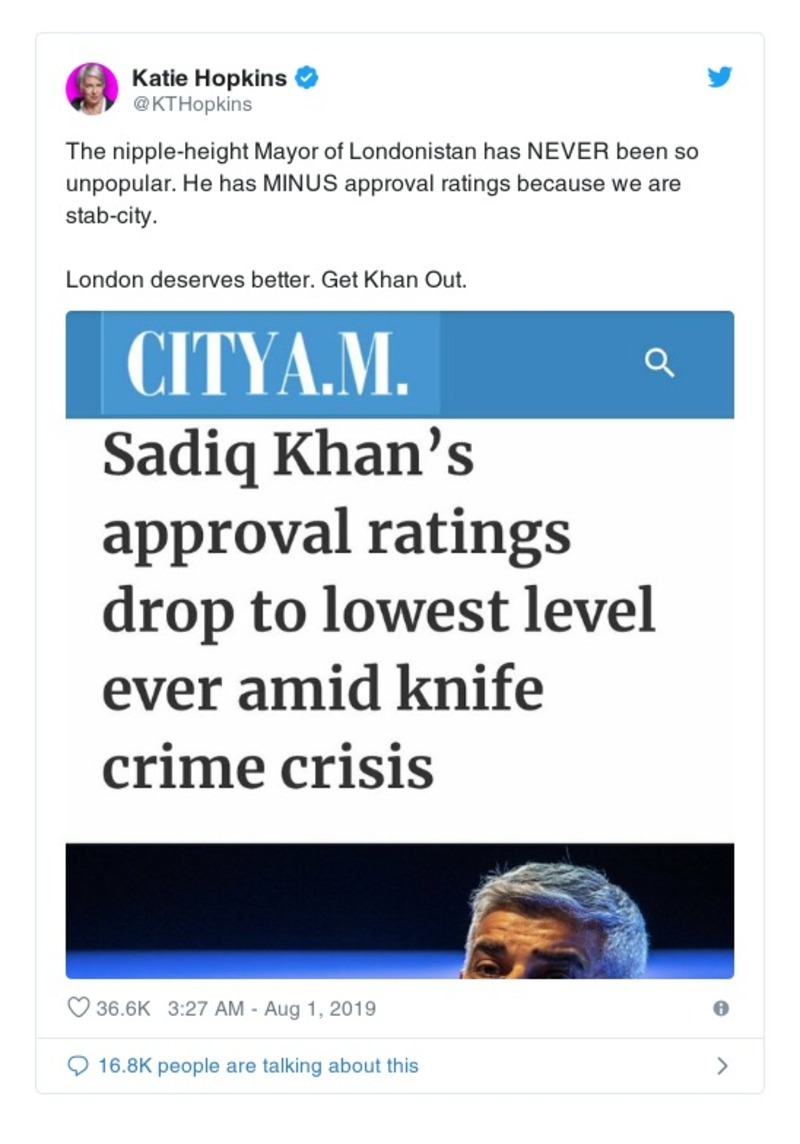 Katie Hopkins
@KTHopkins
The nipple-height Mayor of Londonistan has NEVER been so
unpopular. He has MINUS approval ratings because we are
stab-city.
London deserves better. Get Khan Out.
CITYA.M.
Sadiq Khan’s
approval ratings
drop to lowest level
ever amid knife
crime crisis
36.6K 3:27 AM - Aug 1, 2019
16.8K people are talking about this